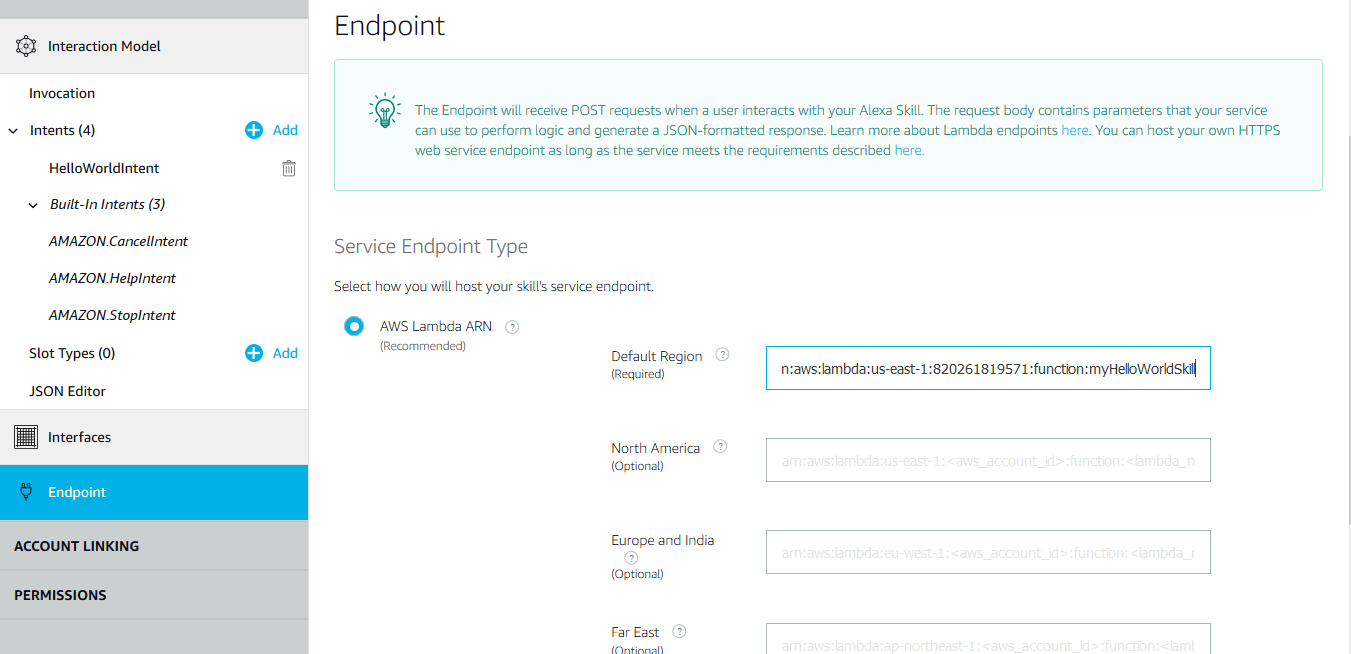 Interaction Model
Invocation
Intents (4)
Add
HelloWorldIntent
Built-In Intents (3)
AMAZON.CancelIntent
AMAZON.HelpIntent
AMAZON.StopIntent
Slot Types (0)
Add
JSON Editor
Interfaces
Endpoint
ACCOUNT LINKING
PERMISSIONS
Endpoint
The Endpoint will receive POST requests when a user interacts with your Alexa Skill. The request body contains parameters that your service
can use to perform logic and generate a JSON-formatted response. Learn more about Lambda endpoints here. You can host your own HTTPS
web service endpoint as long as the service meets the requirements described here.
Service Endpoint Type
Select how you will host your skill's service endpoint.
AWS Lambda ARN ?
(Recommended)
Default Region ?
(Required)
n:aws:lambda:us-east-1:820261819571:function:myHelloWorldSkill
North America ?
(Optional)
arn:aws:lambda:us-east-1:<aws_account_id>:function:<lambda_n
Europe and India
?
(Optional)
arn:aws:lambda:eu-west-1:<aws_account_id>:function:<lambda_r
Far East ?
(Optional)
arn:aws:lambda:ap-northeast-1:<aws_account_id>:function:<laml